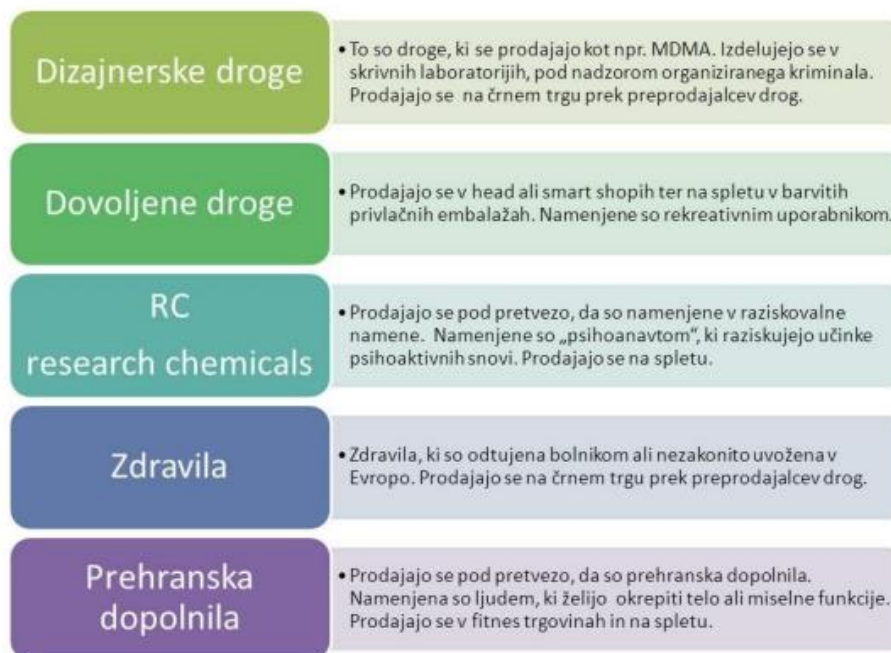 Dizajnerske droge
• To so droge, ki se prodajajo kot npr. MDMA. Izdelujejo se v
skrivnih laboratorijih, pod nadzorom organiziranega kriminala.
Prodajajo se na črnem trgu prek preprodajalcev drog.
Dovoljene droge
• Prodajajo se v head ali smart shopih ter na spletu v barvitih
privlačnih embalažah. Namenjene so rekreativnim uporabnikom.
RC
research chemicals
• Prodajajo se pod pretvezo, da so namenjene v raziskovalne
namene. Namenjene so „psihoanavtom“, ki raziskujejo učinke
psihoaktivnih snovi. Prodajajo se na spletu.
Zdravila
• Zdravila, ki so odtujena bolnikom ali nezakonito uvožena v
Evropo. Prodajajo se na črnem trgu prek preprodajalcev drog.
Prehranska
dopolnila
• Prodajajo se pod pretvezo, da so prehranska dopolnila.
Namenjena so ljudem, ki želijo okrepiti telo ali miselne funkcije.
Prodajajo se v fitnes trgovinah in na spletu.